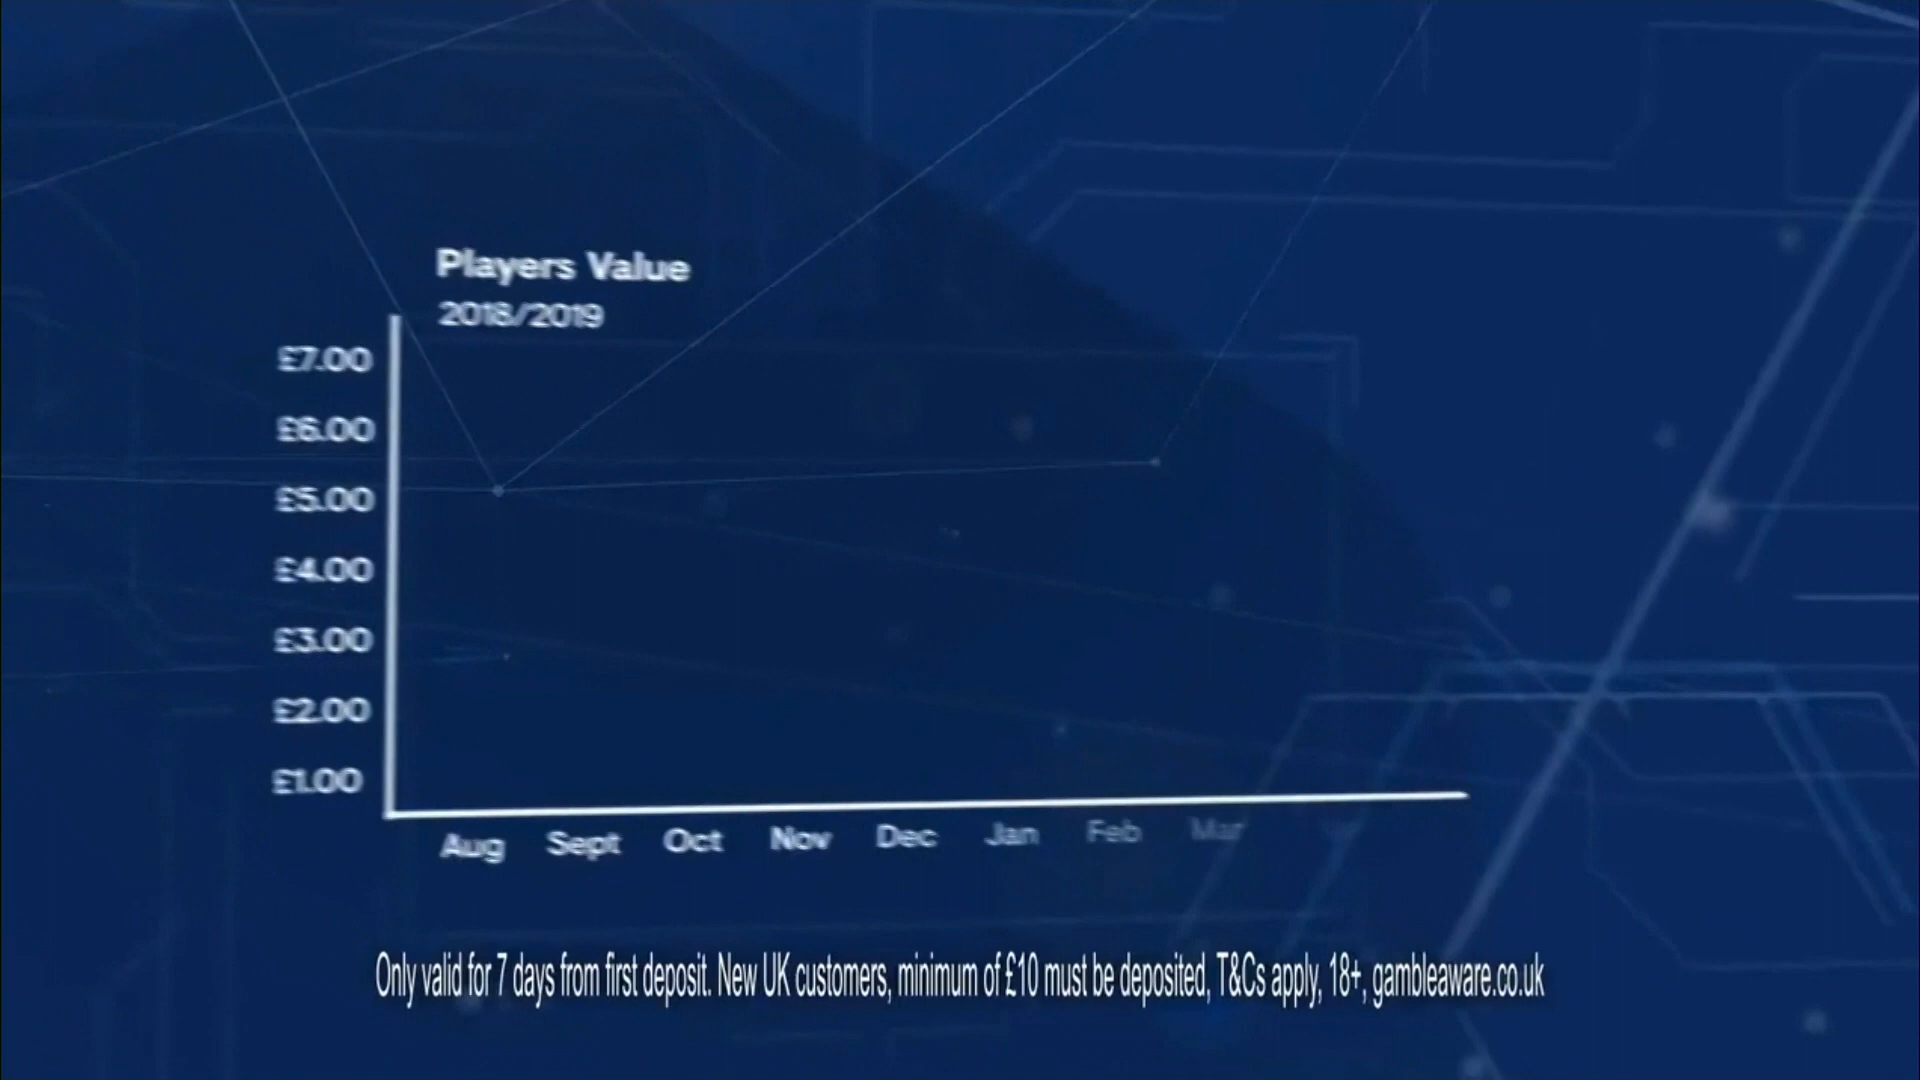 Players Value
2018/2019
£7.00
£6.00
£5.00
£4.00
£3.00
£2.00
£1.00
Aug Sept Oct Nov Dec Jan Feb Mar
Only valid for 7 days from first deposit. New UK customers, minimum of £10 must be deposited, T&Cs apply, 18+, gambleaware.co.uk